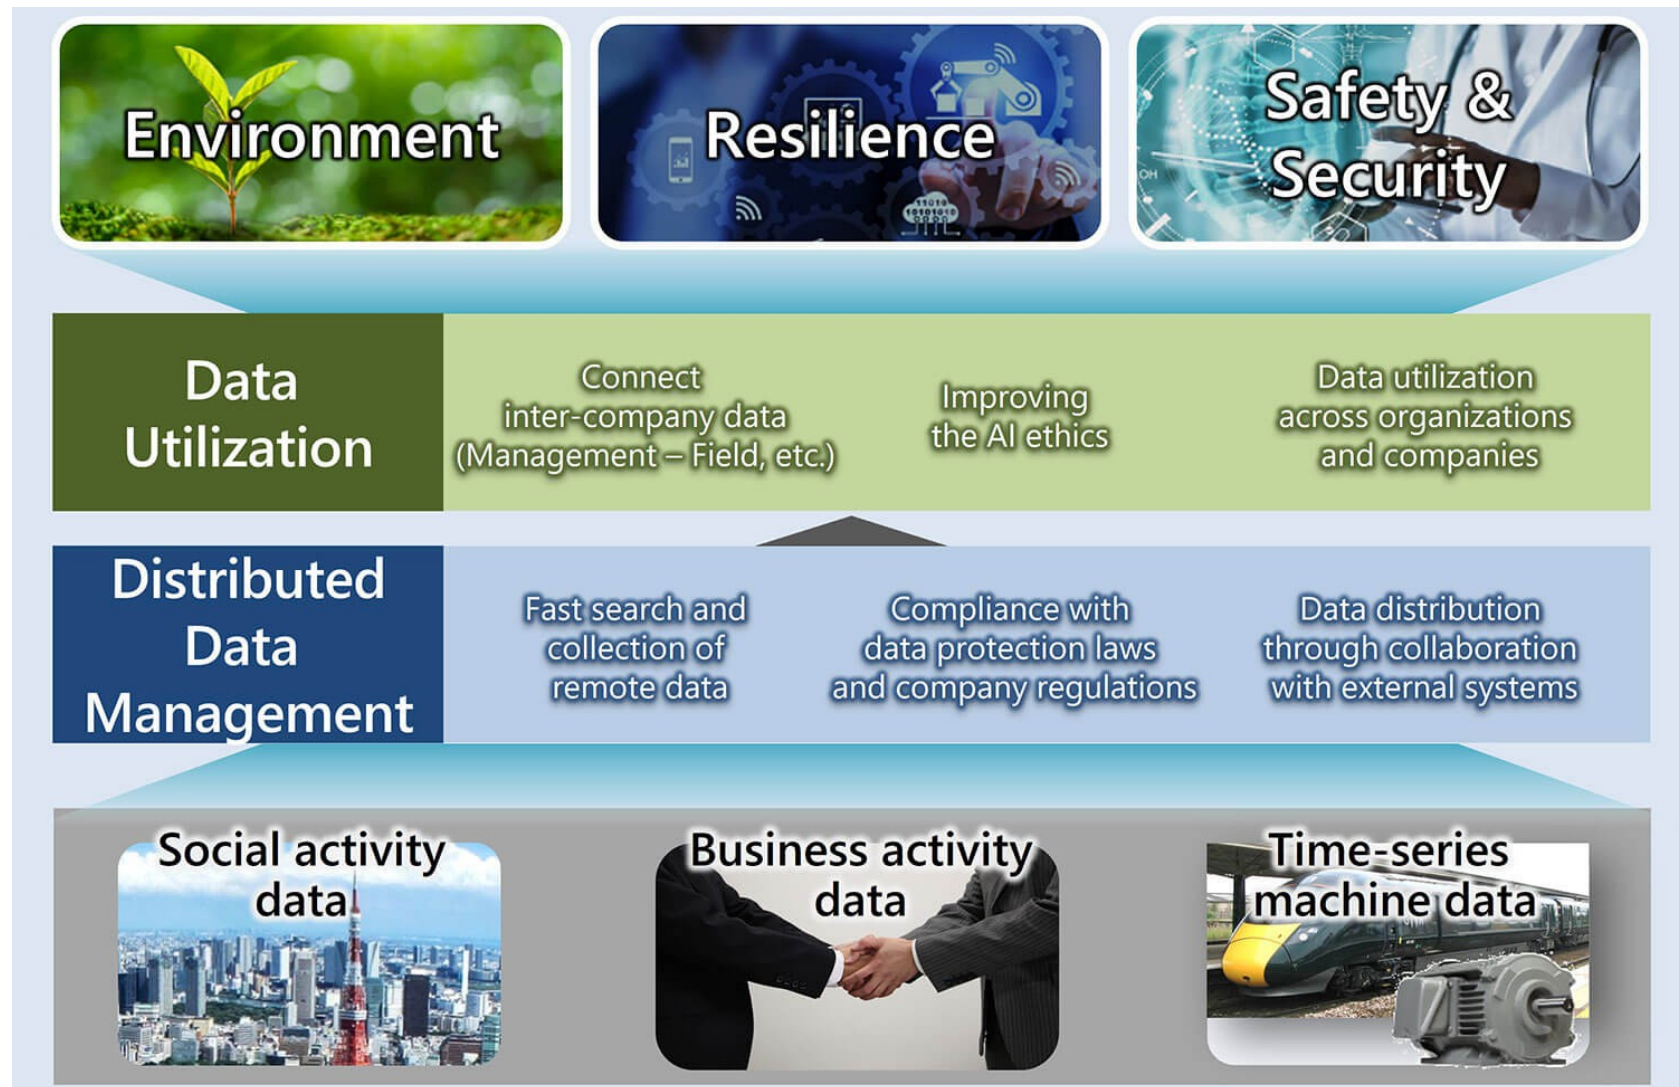 Environment
Resilience
Safety &
Security
Data
Utilization
Connect
inter-company data
(Management – Field, etc.)
Improving
the AI ethics
Data utilization
across organizations
and companies
Distributed
Data
Management
Fast search and
collection of
remote data
Compliance with
data protection laws
and company regulations
Data distribution
through collaboration
with external systems
Social activity
data
Business activity
data
Time-series
machine data
11010
10101010
OH